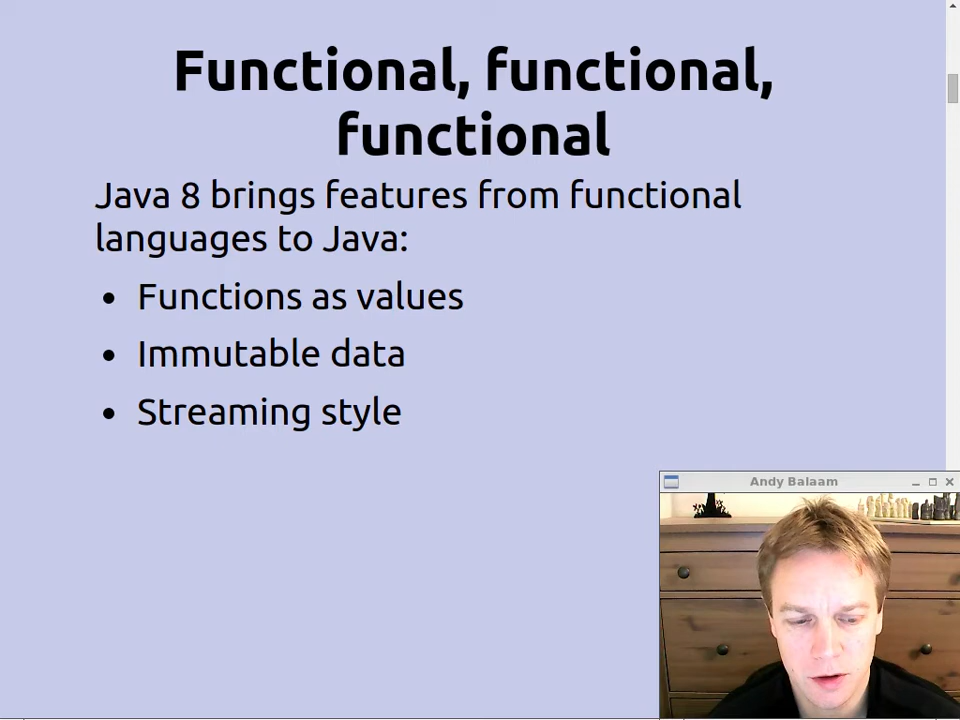 Functional, functional,
functional
Java 8 brings features from functional
languages to Java:
• Functions as values
• Immutable data
• Streaming style
Andy Balaam